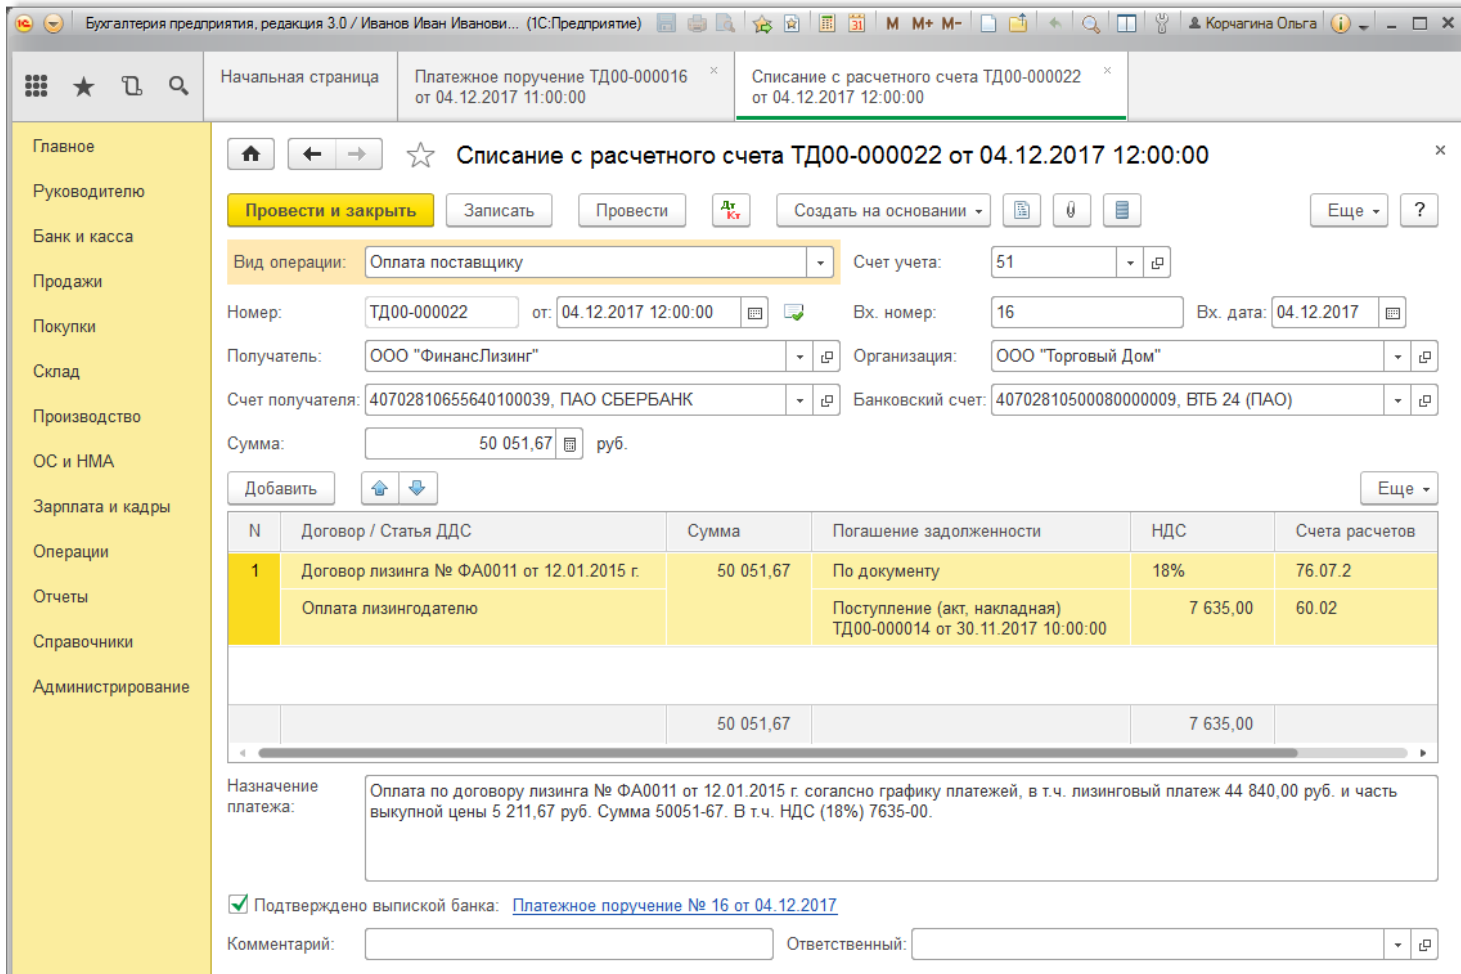 Бухгалтерия предприятия, редакция 3.0 / Иванов Иван Иванови... (1С:Предприятие) M M+ M- Корчагина Ольга
Начальная страница
Платежное поручение ТД00-000016
от 04.12.2017 11:00:00
Списание с расчетного счета ТД00-000022
от 04.12.2017 12:00:00
Главное
Руководителю
Банк и касса
Продажи
Покупки
Склад
Производство
ОС и НМА
Зарплата и кадры
Операции
Отчеты
Справочники
Администрирование
Списание с расчетного счета ТД00-000022 от 04.12.2017 12:00:00
Провести и закрыть Записать Провести Дт Кт Создать на основании Еще ?
Вид операции: Оплата поставщику Счет учета: 51
Номер: ТД00-000022 от: 04.12.2017 12:00:00 Вх. номер: 16 Вх. дата: 04.12.2017
Получатель: ООО "ФинансЛизинг" Организация: ООО "Торговый Дом"
Счет получателя: 40702810655640100039, ПАО СБЕРБАНК Банковский счет: 40702810500080000009, ВТБ 24 (ПАО)
Сумма: 50 051,67 руб.
Добавить Еще
N Договор / Статья ДДС Сумма Погашение задолженности НДС Счета расчетов
1 Договор лизинга № ФА0011 от 12.01.2015 г. 50 051,67 По документу 18% 76.07.2
Оплата лизингодателю Поступление (акт, накладная) 7 635,00 60.02
ТД00-000014 от 30.11.2017 10:00:00
50 051,67 7 635,00
Назначение
платежа:
Оплата по договору лизинга № ФА0011 от 12.01.2015 г. согалсно графику платежей, в т.ч. лизинговый платеж 44 840,00 руб. и часть
выкупной цены 5 211,67 руб. Сумма 50051-67. В т.ч. НДС (18%) 7635-00.
Подтверждено выпиской банка: Платежное поручение № 16 от 04.12.2017
Комментарий: Ответственный: